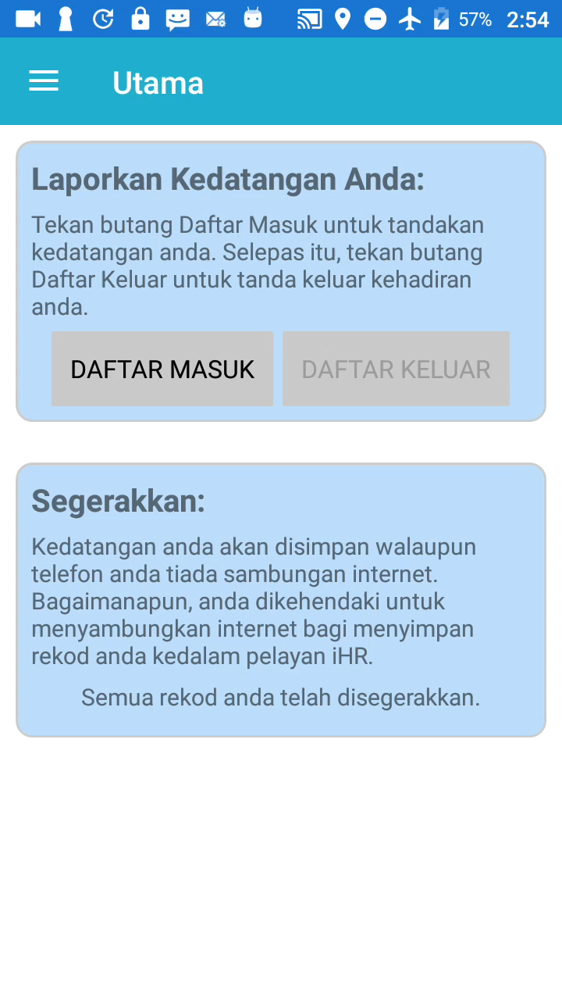 57% 2:54
Utama
Laporkan Kedatangan Anda:
Tekan butang Daftar Masuk untuk tandakan
kedatangan anda. Selepas itu, tekan butang
Daftar Keluar untuk tanda keluar kehadiran
anda.
DAFTAR MASUK DAFTAR KELUAR
Segerakkan:
Kedatangan anda akan disimpan walaupun
telefon anda tiada sambungan internet.
Bagaimanapun, anda dikehendaki untuk
menyambungkan internet bagi menyimpan
rekod anda kedalam pelayan iHR.
Semua rekod anda telah disegerakkan.